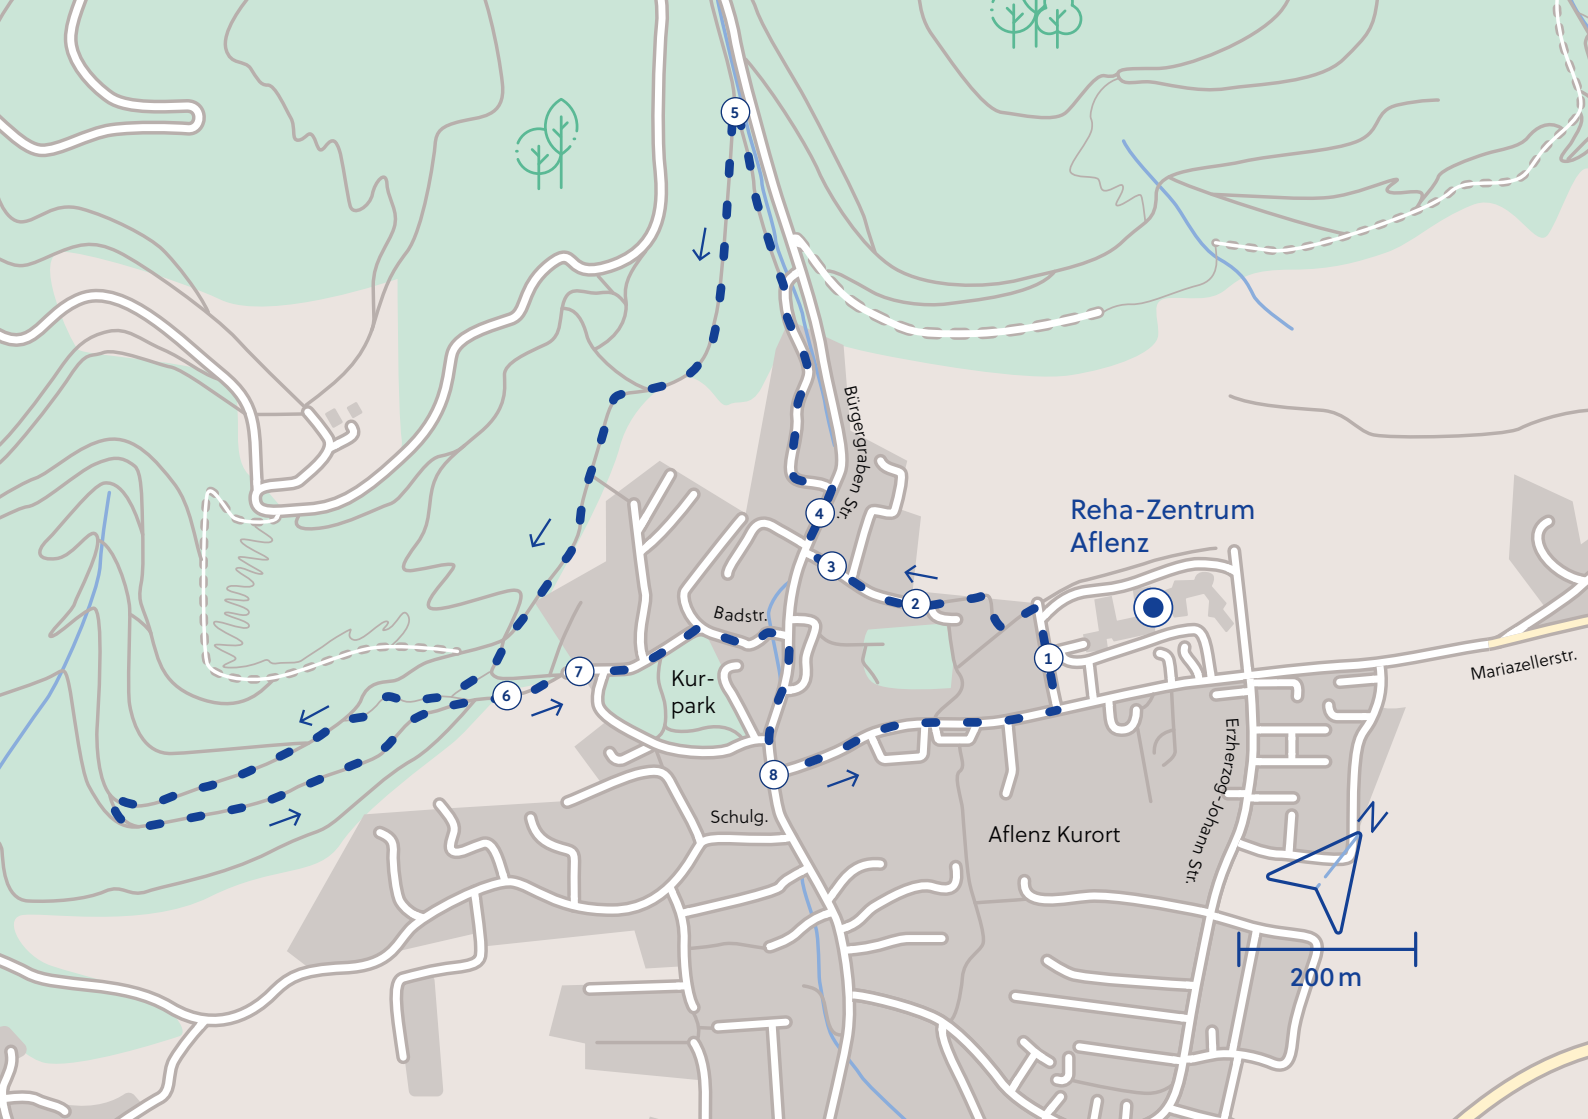 5
Bürgergraben Str.
4
3
Reha-Zentrum
Aflenz
2
Badstr.
1
7
Kur-
park
6
Mariazellerstr.
8
Schulg.
Aflenz Kurort
Erzherzog-Johann Str.
N
200 m